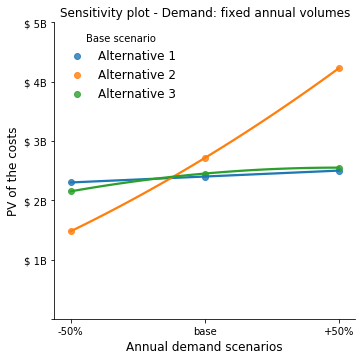 Sensitivity plot - Demand: fixed annual volumes
$ 5B
Base scenario
Alternative 1
Alternative 2
Alternative 3
$ 4B
$ 3B
$ 2B
$ 1B
PV of the costs
-50%
base
+50%
Annual demand scenarios